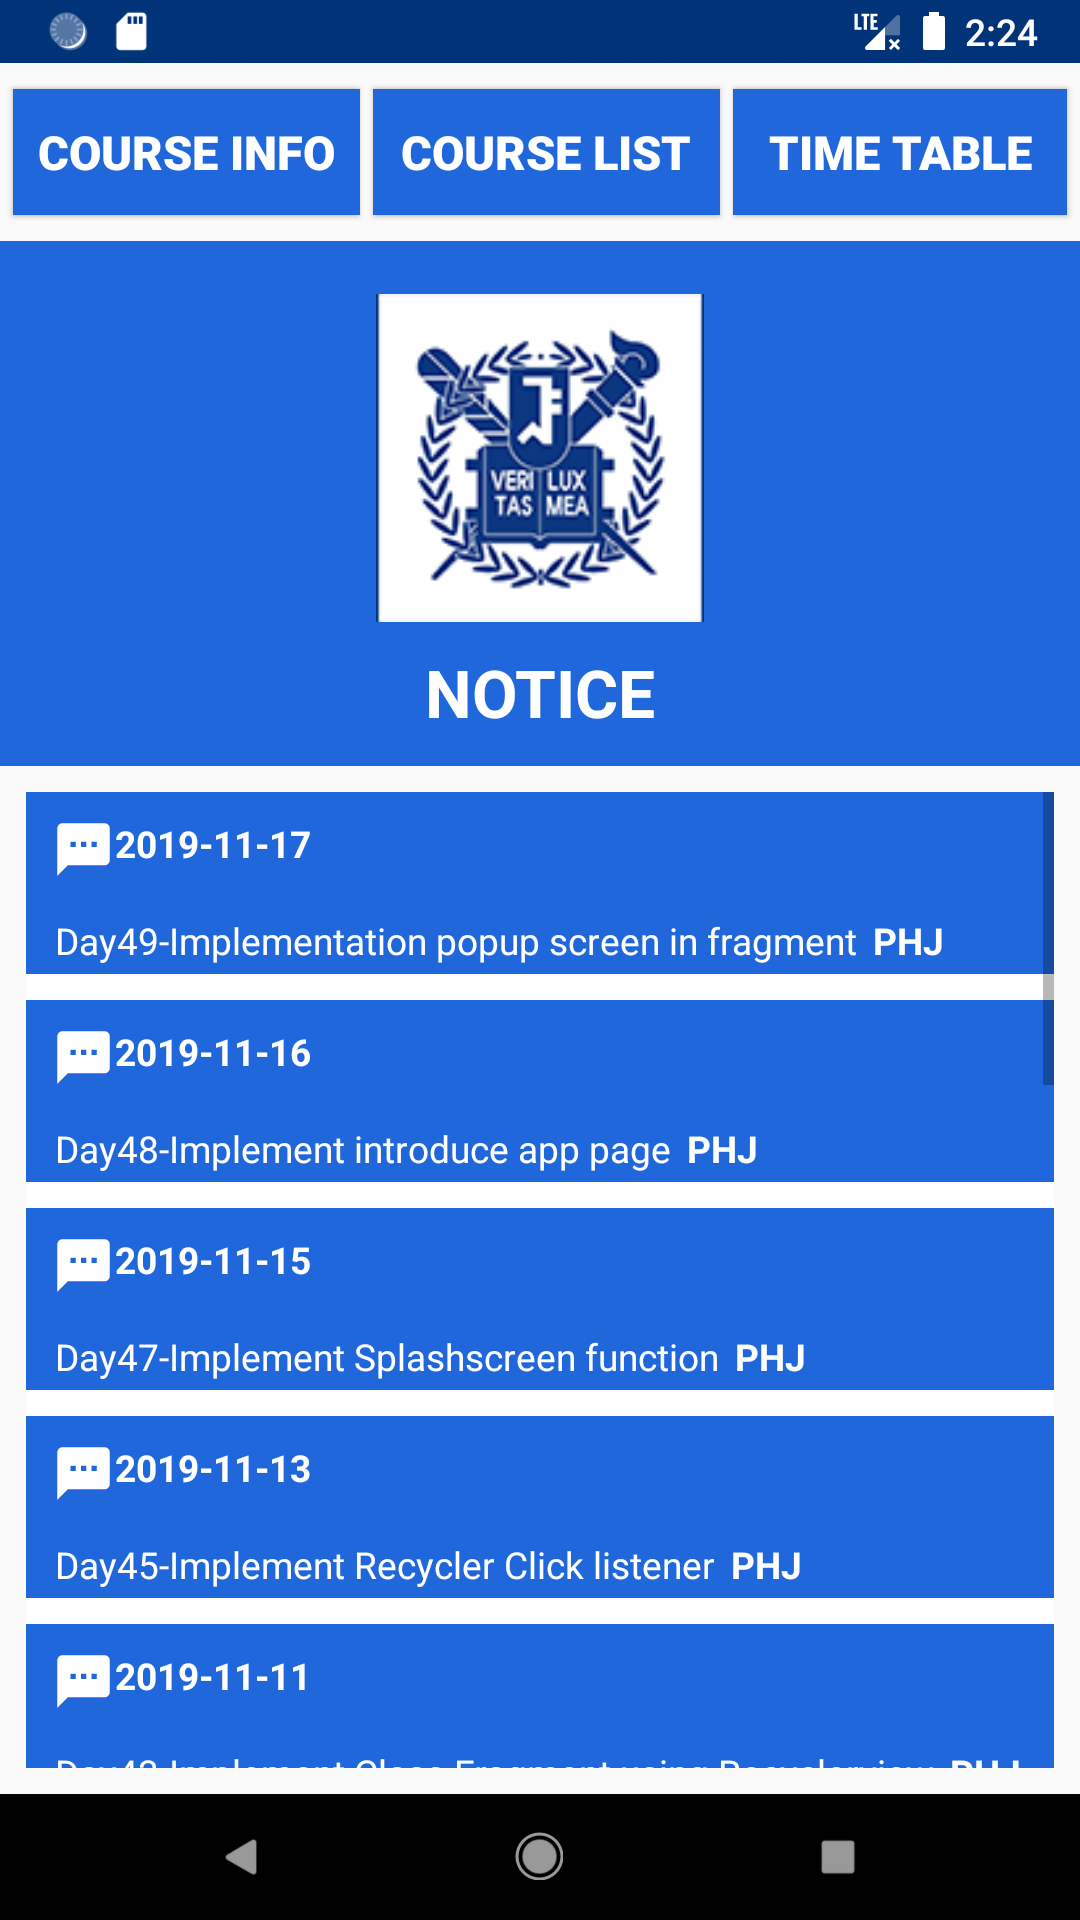 LTE 2:24
COURSE INFO COURSE LIST TIME TABLE
VERI LUX
TAS MEA
NOTICE
2019-11-17
Day49-Implementation popup screen in fragment PHJ
2019-11-16
Day48-Implement introduce app page PHJ
2019-11-15
Day47-Implement Splashscreen function PHJ
2019-11-13
Day45-Implement Recycler Click listener PHJ
2019-11-11